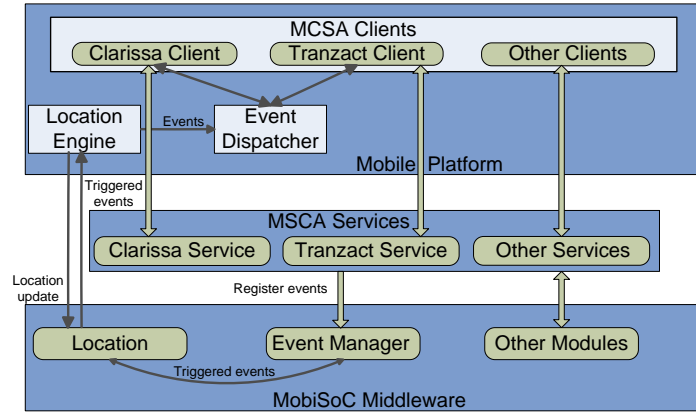 MCSA Clients
Clarissa Client
Tranzact Client
Other Clients
Location
Engine
Events
Event
Dispatcher
Mobile Platform
Triggered
events
MSCA Services
Clarissa Service
Tranzact Service
Other Services
Location
update
Register events
Location
Event Manager
Other Modules
Triggered events
MobiSoC Middleware